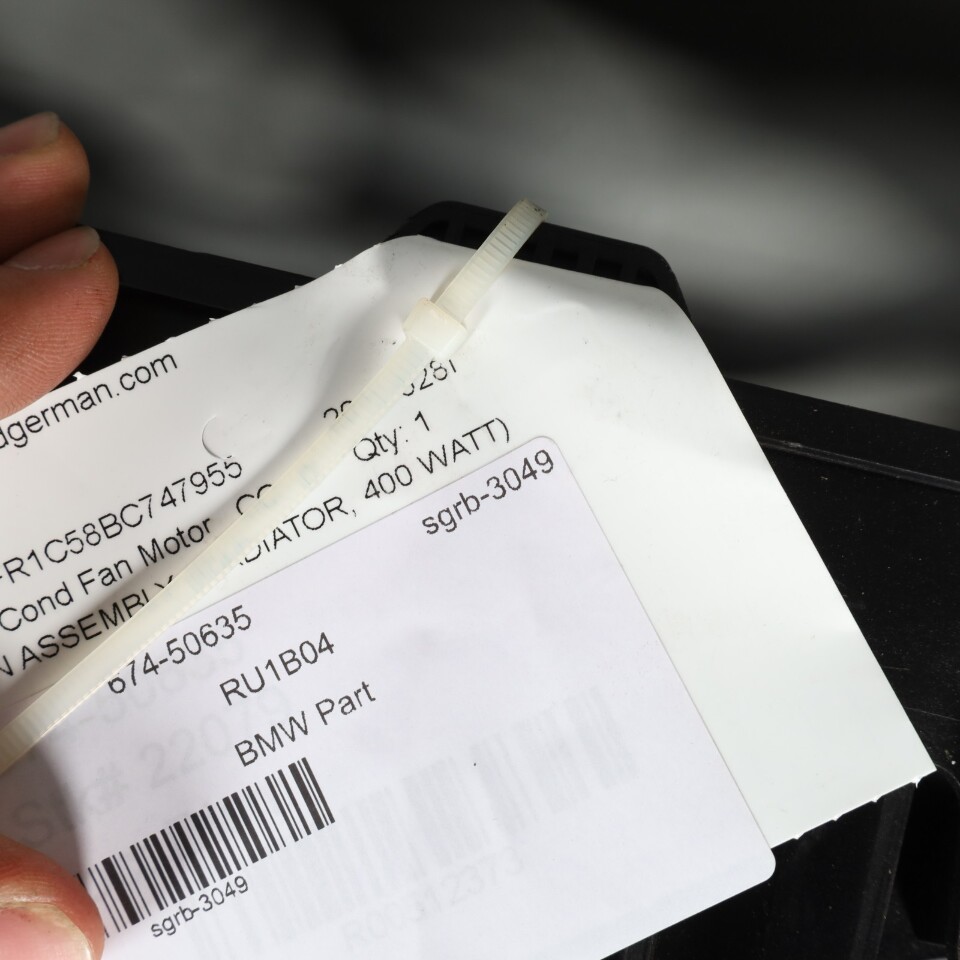 dgerman.com
Qty: 1
R1C58BC747955
Cond Fan Motor
ASSEMBLY 400 WATT)
sgrb-3049
674-50635
RU1B04
BMW Part
sgrb-3049